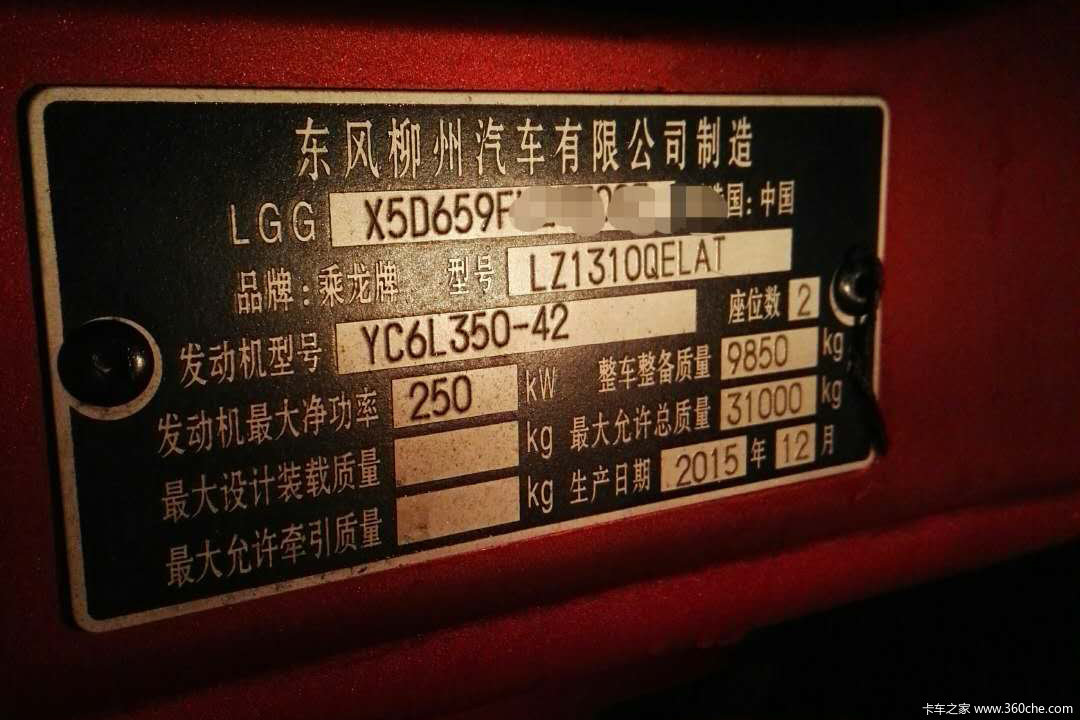 东风柳州汽车有限公司制造
LGG X5D659F 国:中国
品牌:乘龙牌 型号 LZ1310QELAT
发动机型号 YC6L350-42 座位数 2
发动机最大净功率 250 kW 整车整备质量 9850 kg
最大设计装载质量 kg 最大允许总质量 31000 kg
最大允许牵引质量 kg 生产日期 2015 年 12 月
卡车之家 www.360che.com